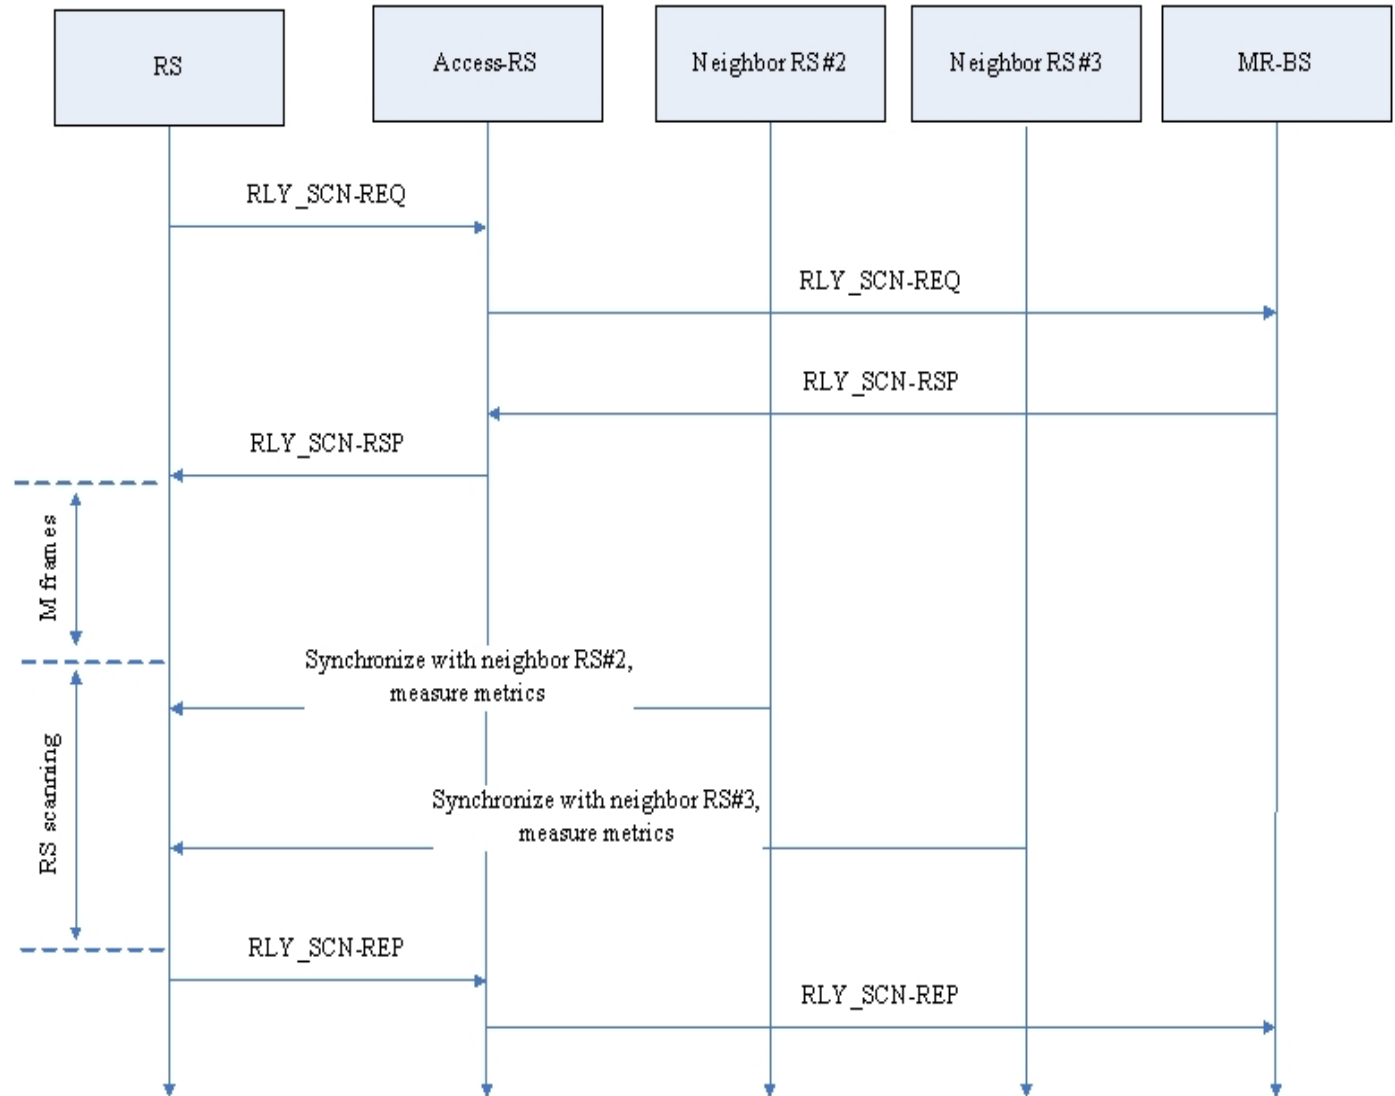 RS
Access-RS
Neighbor RS#2
Neighbor RS#3
MR-BS
RLY_SCN-REQ
RLY_SCN-REQ
RLY_SCN-RSP
RLY_SCN-RSP
M frames
Synchronize with neighbor RS#2,
measure metrics
RS scanning
Synchronize with neighbor RS#3,
measure metrics
RLY_SCN-REP
RLY_SCN-REP